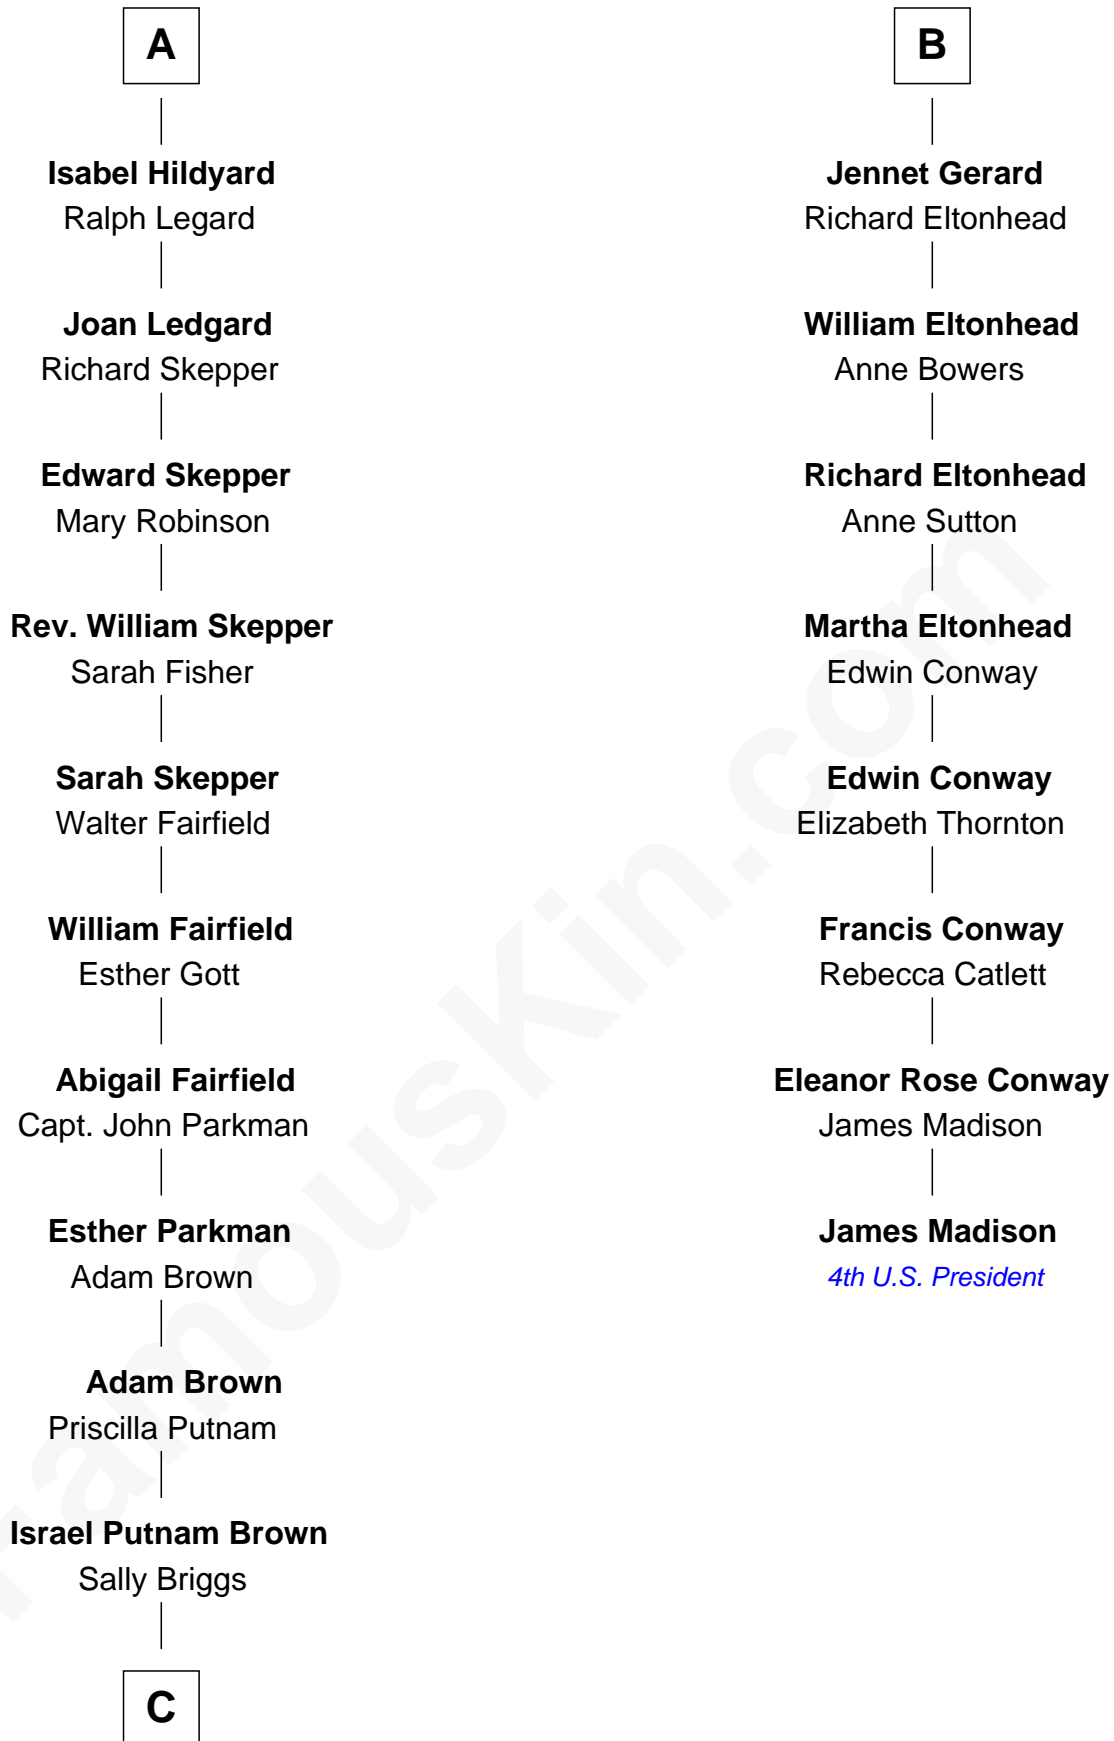 A
Isabel Hildyard
Ralph Legard
Joan Ledgard
Richard Skepper
Edward Skepper
Mary Robinson
Rev. William Skepper
Sarah Fisher
Sarah Skepper
Walter Fairfield
William Fairfield
Esther Gott
Abigail Fairfield
Capt. John Parkman
Esther Parkman
Adam Brown
Adam Brown
Priscilla Putnam
Israel Putnam Brown
Sally Briggs
C
B
Jennet Gerard
Richard Eltonhead
William Eltonhead
Anne Bowers
Richard Eltonhead
Anne Sutton
Martha Eltonhead
Edwin Conway
Edwin Conway
Elizabeth Thornton
Francis Conway
Rebecca Catlett
Eleanor Rose Conway
James Madison
James Madison
4th U.S. President
FamousKin.com